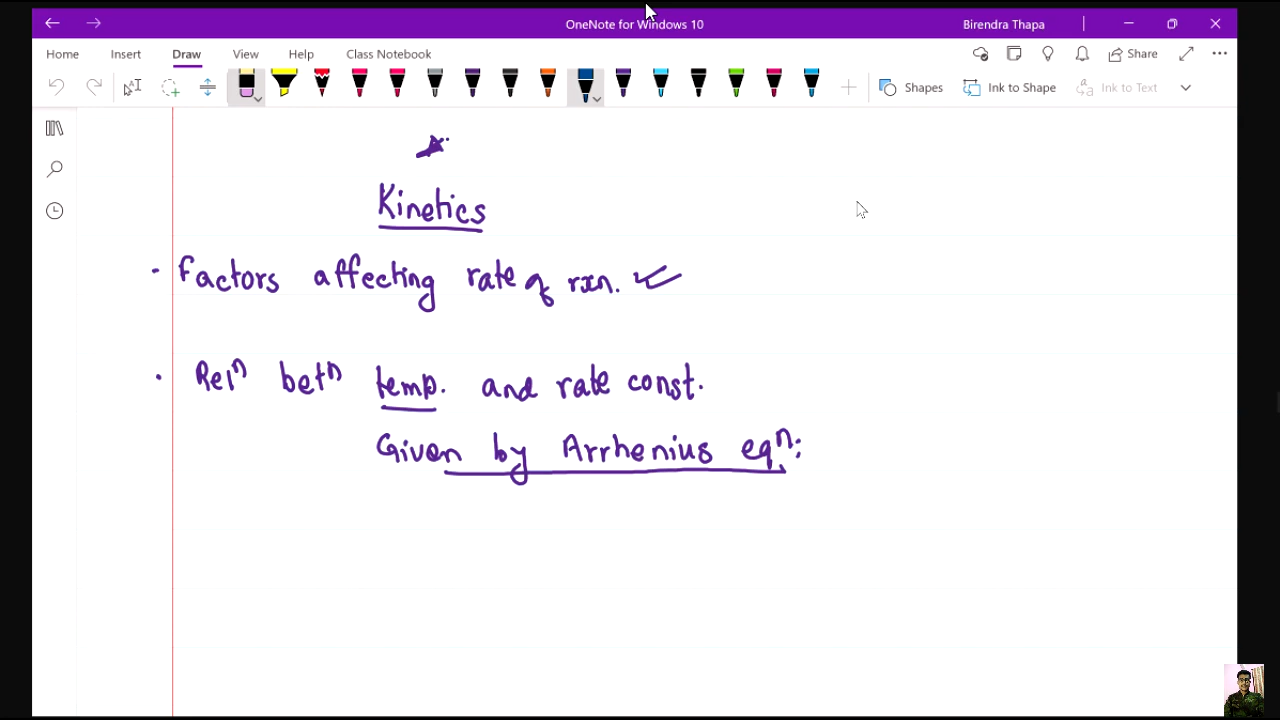 OneNote for Windows 10
Birendra Thapa
Home Insert Draw View Help Class Notebook
Share
Shapes Ink to Shape Ink to Text
Kinetics
· Factors affecting rate of rxn.
· Relⁿ betⁿ temp. and rate const.
Given by Arrhenius eqⁿ: